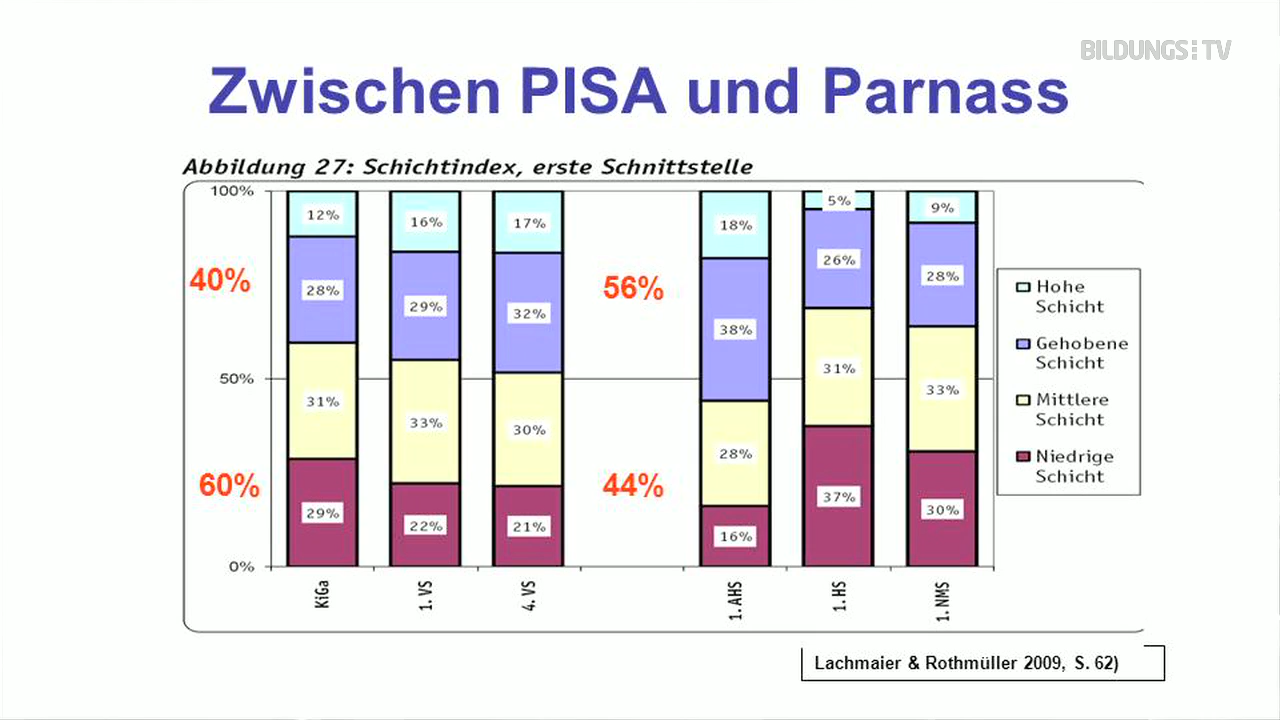 BILDUNGS:TV
Zwischen PISA und Parnass
Abbildung 27: Schichtindex, erste Schnittstelle
100%
50%
0%
40%
60%
56%
44%
12%
28%
31%
29%
16%
29%
33%
22%
17%
32%
30%
21%
18%
38%
28%
16%
5%
26%
31%
37%
9%
28%
33%
30%
KiGa
1. VS
4. VS
1. AHS
1. HS
1. NMS
Hohe
Schicht
Gehobene
Schicht
Mittlere
Schicht
Niedrige
Schicht
Lachmaier & Rothmüller 2009, S. 62)